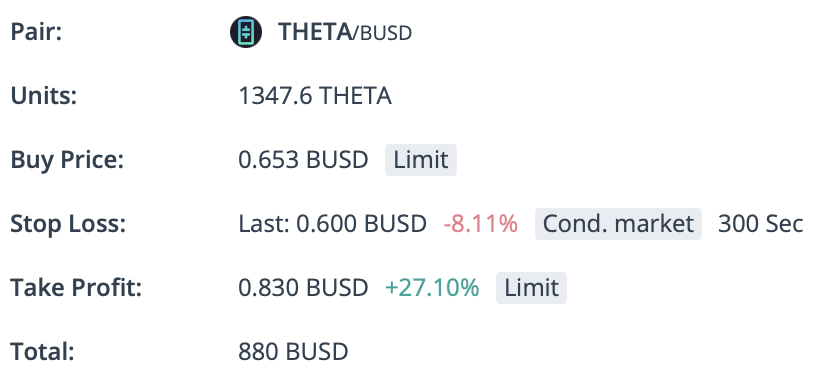 Pair: THETA/BUSD
Units: 1347.6 THETA
Buy Price: 0.653 BUSD Limit
Stop Loss: Last: 0.600 BUSD -8.11% Cond. market 300 Sec
Take Profit: 0.830 BUSD +27.10% Limit
Total: 880 BUSD